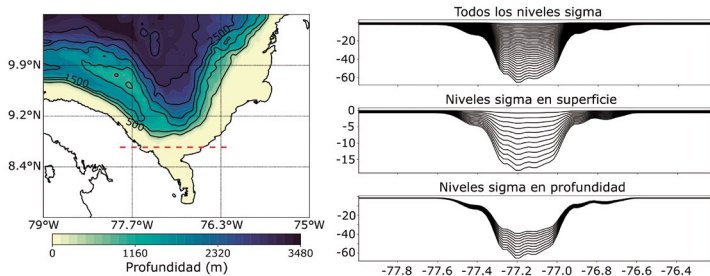 9.9°N
9.2°N
8.4°N
2500
1500
500
79°W 77.7°W 76.3°W 75°W
0 1160 2320 3480
Profundidad (m)
Todos los niveles sigma
-20
-40
-60
Niveles sigma en superficie
0
-5
-10
-15
Niveles sigma en profundidad
-20
-40
-60
-77.8 -77.6 -77.4 -77.2 -77.0 -76.8 -76.6 -76.4